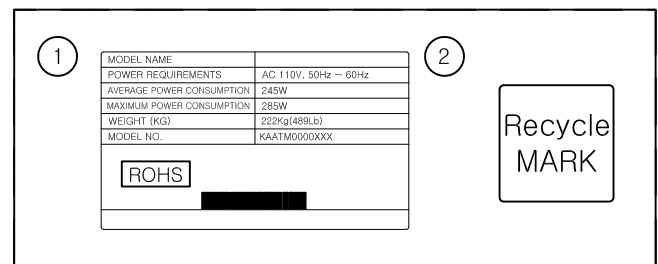 1
2
MODEL NAME
POWER REQUIREMENTS AC 110V, 50Hz ~ 60Hz
AVERAGE POWER CONSUMPTION 245W
MAXIMUM POWER CONSUMPTION 285W
WEIGHT (KG) 222Kg(489Lb)
MODEL NO. KAATM0000XXX
ROHS
Recycle
MARK